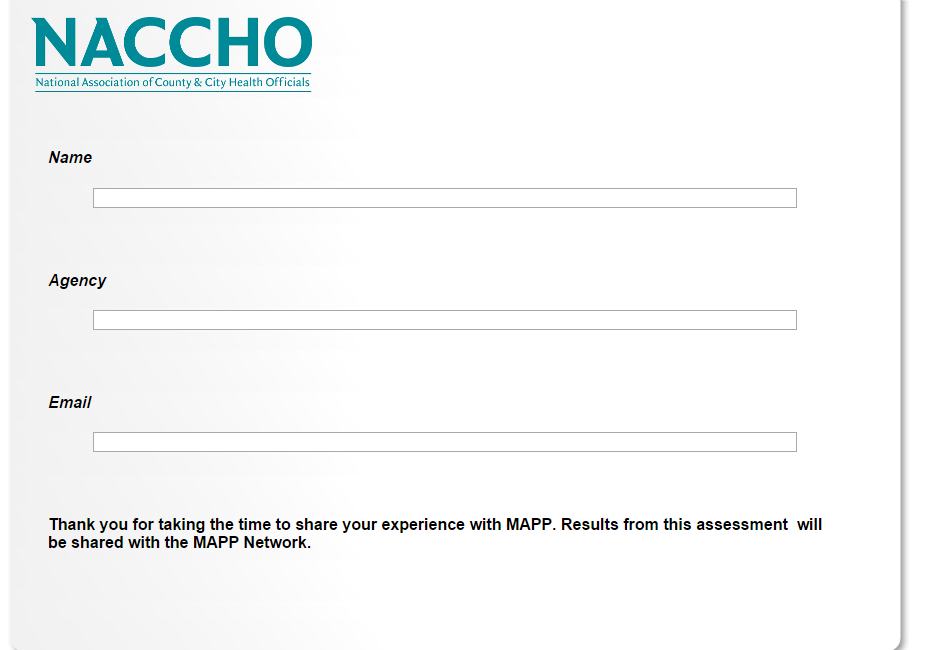 NACCHO
National Association of County & City Health Officials
Name
Agency
Email
Thank you for taking the time to share your experience with MAPP. Results from this assessment  will
be shared with the MAPP Network.